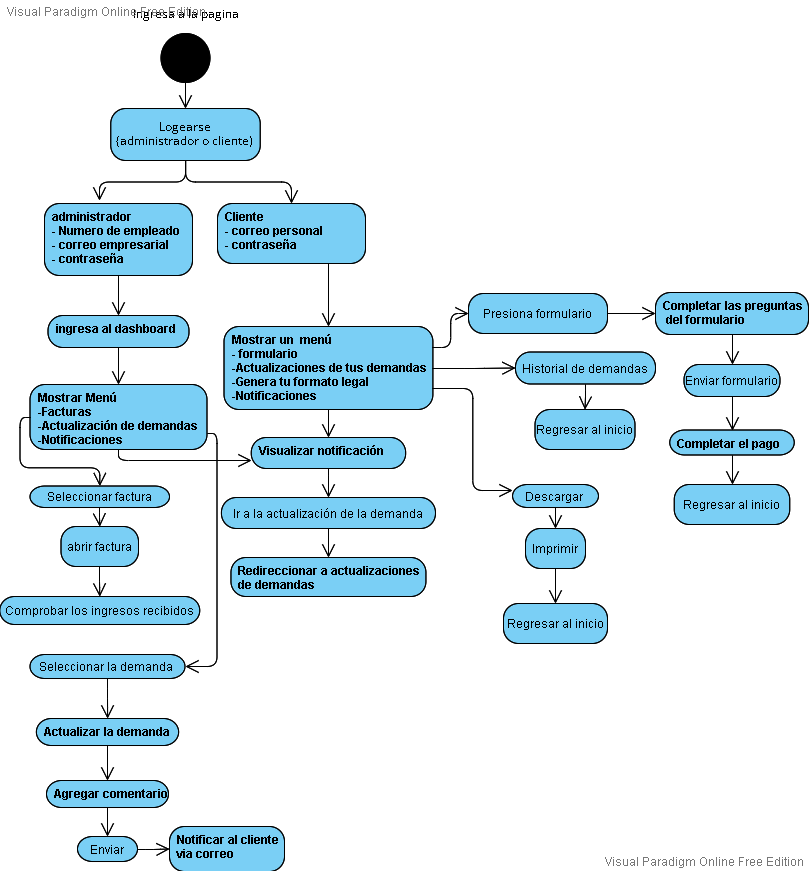 Visual Paradigm Online Free Edition
Ingresa a la pagina
Logearse
(administrador o cliente)
administrador
- Numero de empleado
- correo empresarial
- contraseña
Cliente
- correo personal
- contraseña
ingresa al dashboard
Mostrar un menú
- formulario
-Actualizaciones de tus demandas
-Genera tu formato legal
-Notificaciones
Presiona formulario
Completar las preguntas
del formulario
Historial de demandas
Enviar formulario
Mostrar Menú
-Facturas
-Actualización de demandas
-Notificaciones
Regresar al inicio
Completar el pago
Visualizar notificación
Seleccionar factura
Descargar
Regresar al inicio
Ir a la actualización de la demanda
abrir factura
Imprimir
Redireccionar a actualizaciones
de demandas
Comprobar los ingresos recibidos
Regresar al inicio
Seleccionar la demanda
Actualizar la demanda
Agregar comentario
Enviar
Notificar al cliente
via correo
Visual Paradigm Online Free Edition